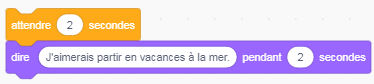 attendre 2 secondes
dire J'aimerais partir en vacances à la mer. pendant 2 secondes